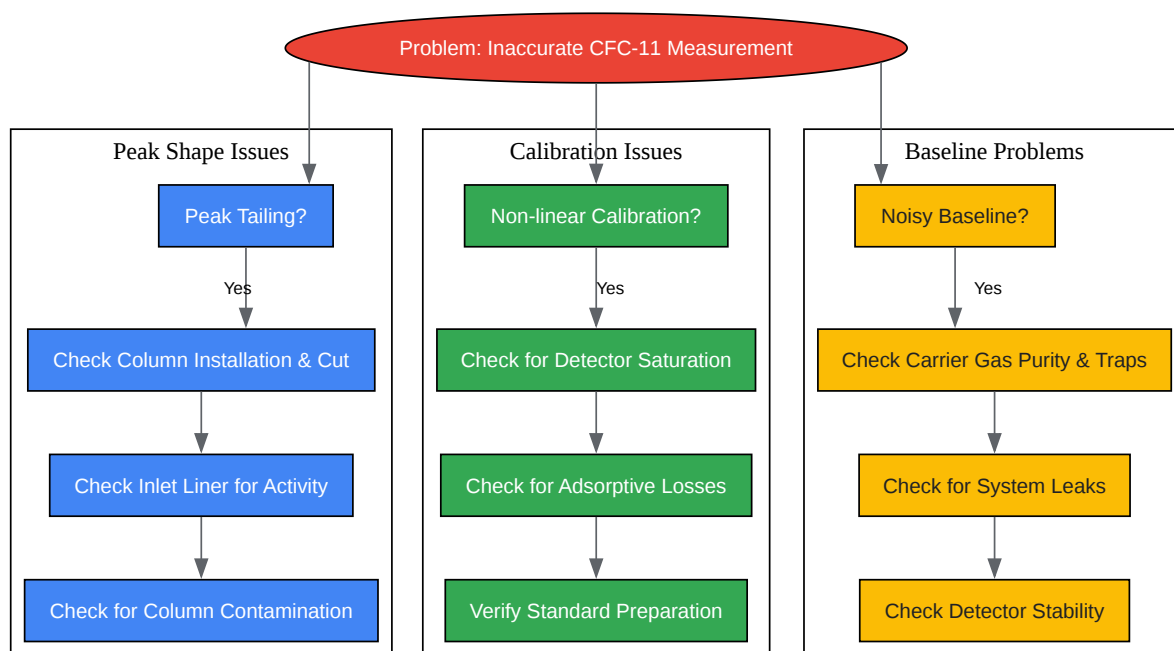 Problem: Inaccurate CFC-11 Measurement
Peak Shape Issues
Peak Tailing?
Yes
Check Column Installation & Cut
Check Inlet Liner for Activity
Check for Column Contamination
Calibration Issues
Non-linear Calibration?
Yes
Check for Detector Saturation
Check for Adsorptive Losses
Verify Standard Preparation
Baseline Problems
Noisy Baseline?
Yes
Check Carrier Gas Purity & Traps
Check for System Leaks
Check Detector Stability